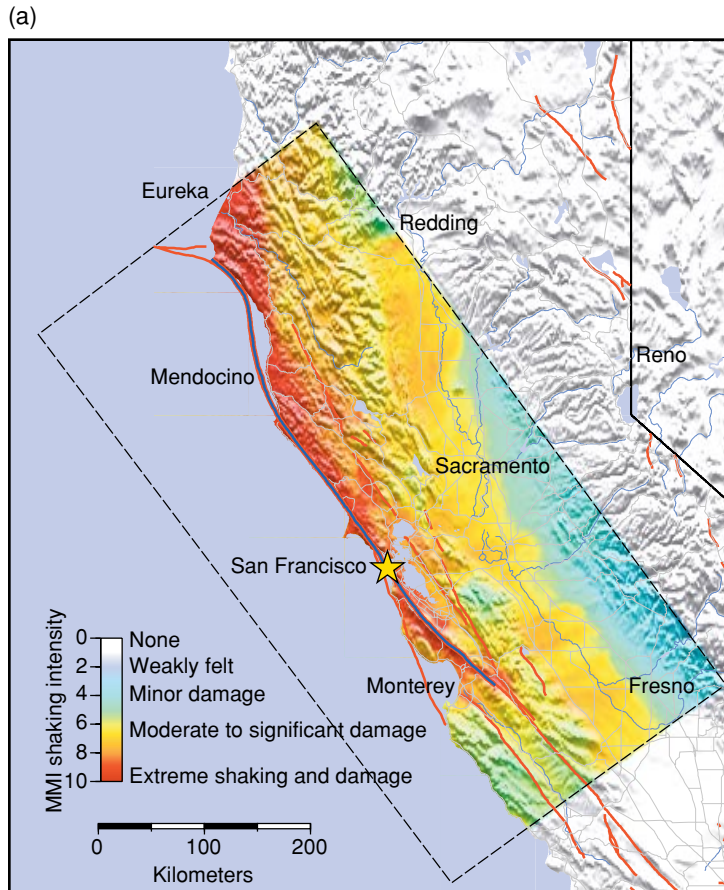 (a)
Eureka
Redding
Reno
Mendocino
Sacramento
San Francisco
MMI shaking intensity
0 None
2 Weakly felt
4 Minor damage
6 Moderate to significant damage
8
10 Extreme shaking and damage
Monterey
Fresno
0 100 200
Kilometers